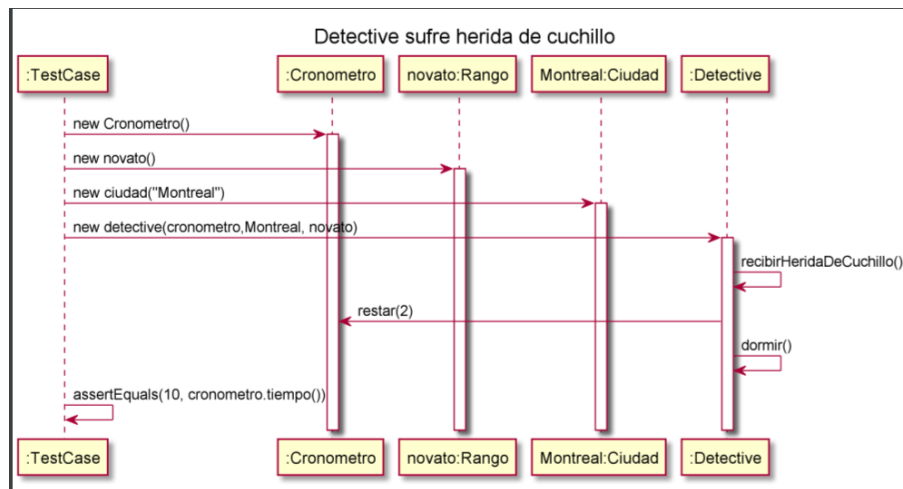 Detective sufre herida de cuchillo
:TestCase :Cronometro novato:Rango Montreal:Ciudad :Detective
new Cronometro()
new novato()
new ciudad("Montreal")
new detective(cronometro,Montreal, novato)
recibirHeridaDeCuchillo()
restar(2)
dormir()
assertEquals(10, cronometro.tiempo())
:TestCase :Cronometro novato:Rango Montreal:Ciudad :Detective